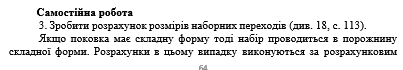 Самостійна робота
3. Зробити розрахунок розмірів наборних переходів (див. 18, с. 113).
Якщо поковка має складну форму тоді набір проводиться в порожнину
складної форми. Розрахунки в цьому випадку виконуються за розрахунковим
64